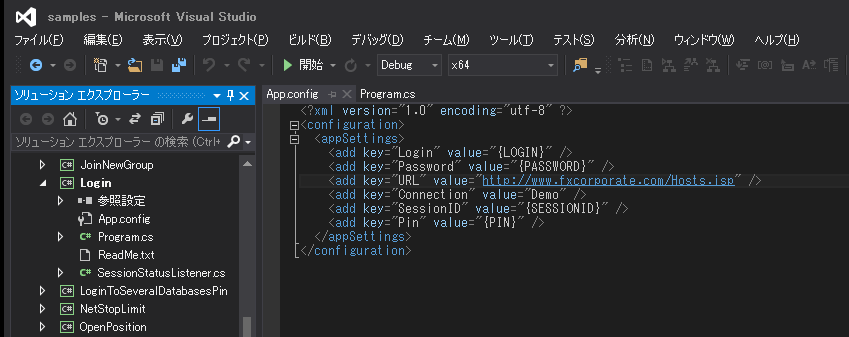 samples - Microsoft Visual Studio
ファイル(F) 編集(E) 表示(V) プロジェクト(P) ビルド(B) デバッグ(D) チーム(M) ツール(T) テスト(S) 分析(N) ウィンドウ(W) ヘルプ(H)
開始 Debug x64
ソリューション エクスプローラー
ソリューション エクスプローラー の検索 (Ctrl+
JoinNewGroup
Login
参照設定
App.config
Program.cs
ReadMe.txt
SessionStatusListener.cs
LoginToSeveralDatabasesPin
NetStopLimit
OpenPosition
App.config Program.cs
<?xml version="1.0" encoding="utf-8" ?>
<configuration>
<appSettings>
<add key="Login" value="{LOGIN}" />
<add key="Password" value="{PASSWORD}" />
<add key="URL" value="http://www.fxcorporate.com/Hosts.jsp" />
<add key="Connection" value="Demo" />
<add key="SessionID" value="{SESSIONID}" />
<add key="Pin" value="{PIN}" />
</appSettings>
</configuration>